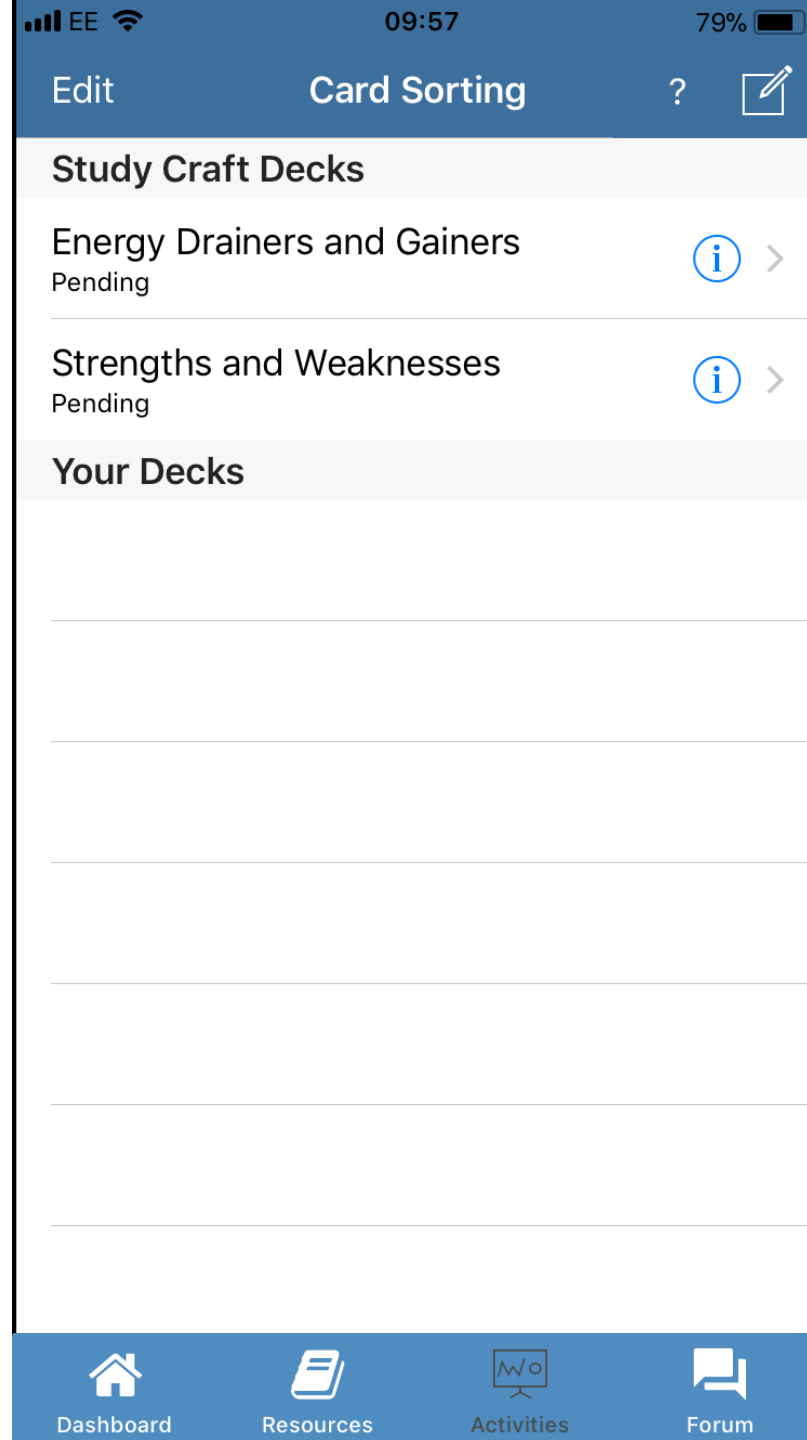 EE 09:57 79%
Edit Card Sorting ?
Study Craft Decks
Energy Drainers and Gainers
Pending
Strengths and Weaknesses
Pending
Your Decks
Dashboard Resources Activities Forum